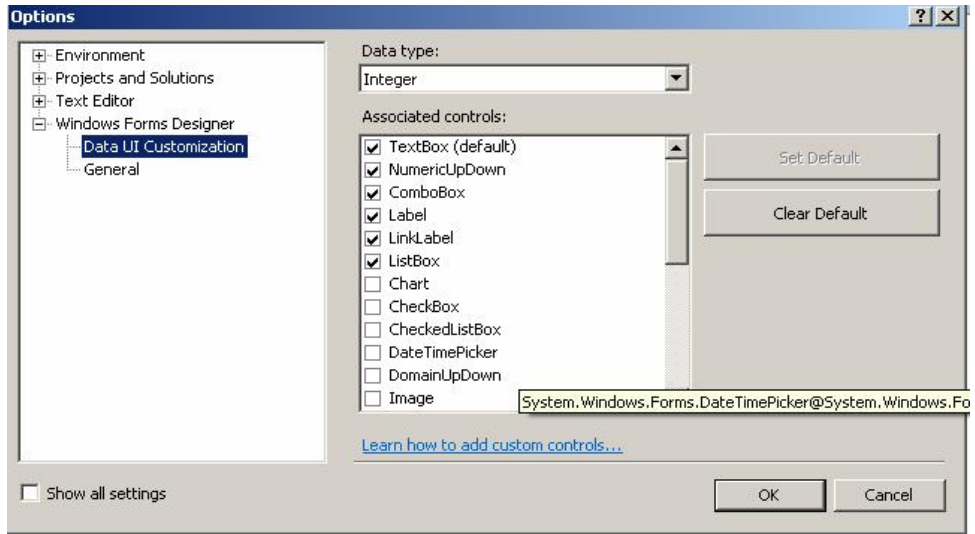 Options
Environment
Projects and Solutions
Text Editor
Windows Forms Designer
Data UI Customization
General
Data type:
Integer
Associated controls:
TextBox (default)
NumericUpDown
ComboBox
Label
LinkLabel
ListBox
Chart
CheckBox
CheckedListBox
DateTimePicker
DomainUpDown
Image
System.Windows.Forms.DateTimePicker@System.Windows.Fo
Set Default
Clear Default
Learn how to add custom controls...
Show all settings
OK
Cancel